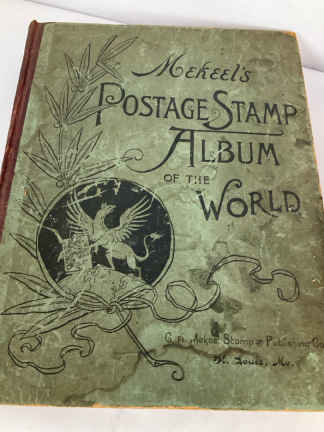 Mekeel's
POSTAGE STAMP
ALBUM
OF THE
WORLD
C. H. Mekeel Stamp & Publishing Co.
St. Louis, Mo.